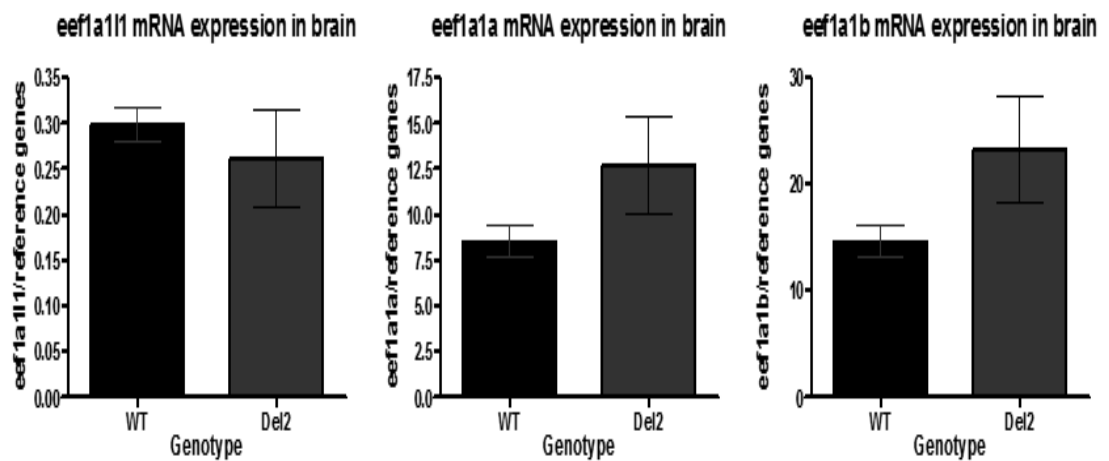 eef1a1l1 mRNA expression in brain
eef1a1l1/reference genes
0.35
0.30
0.25
0.20
0.15
0.10
0.05
0.00
WT Del2
Genotype
eef1a1a mRNA expression in brain
eef1a1a/reference genes
17.5
15.0
12.5
10.0
7.5
5.0
2.5
0.0
WT Del2
Genotype
eef1a1b mRNA expression in brain
eef1a1b/reference genes
30
20
10
0
WT Del2
Genotype